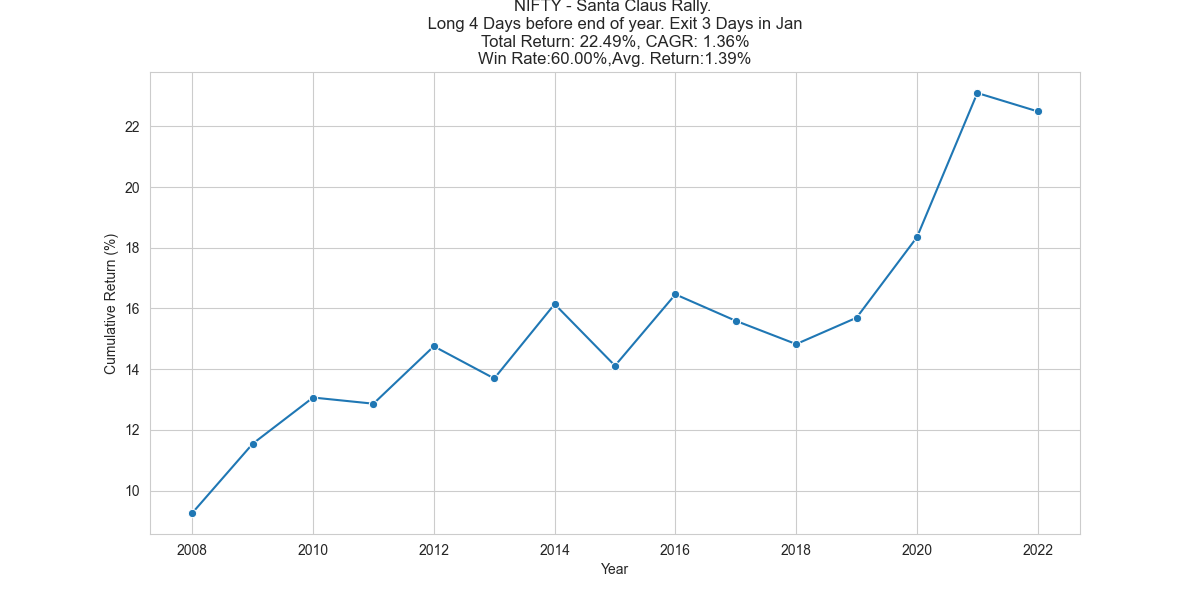 NIFTY - Santa Claus Rally.
Long 4 Days before end of year. Exit 3 Days in Jan
Total Return: 22.49%, CAGR: 1.36%
Win Rate:60.00%,Avg. Return:1.39%
22
20
18
16
14
12
10
Cumulative Return (%)
2008 2010 2012 2014 2016 2018 2020 2022
Year